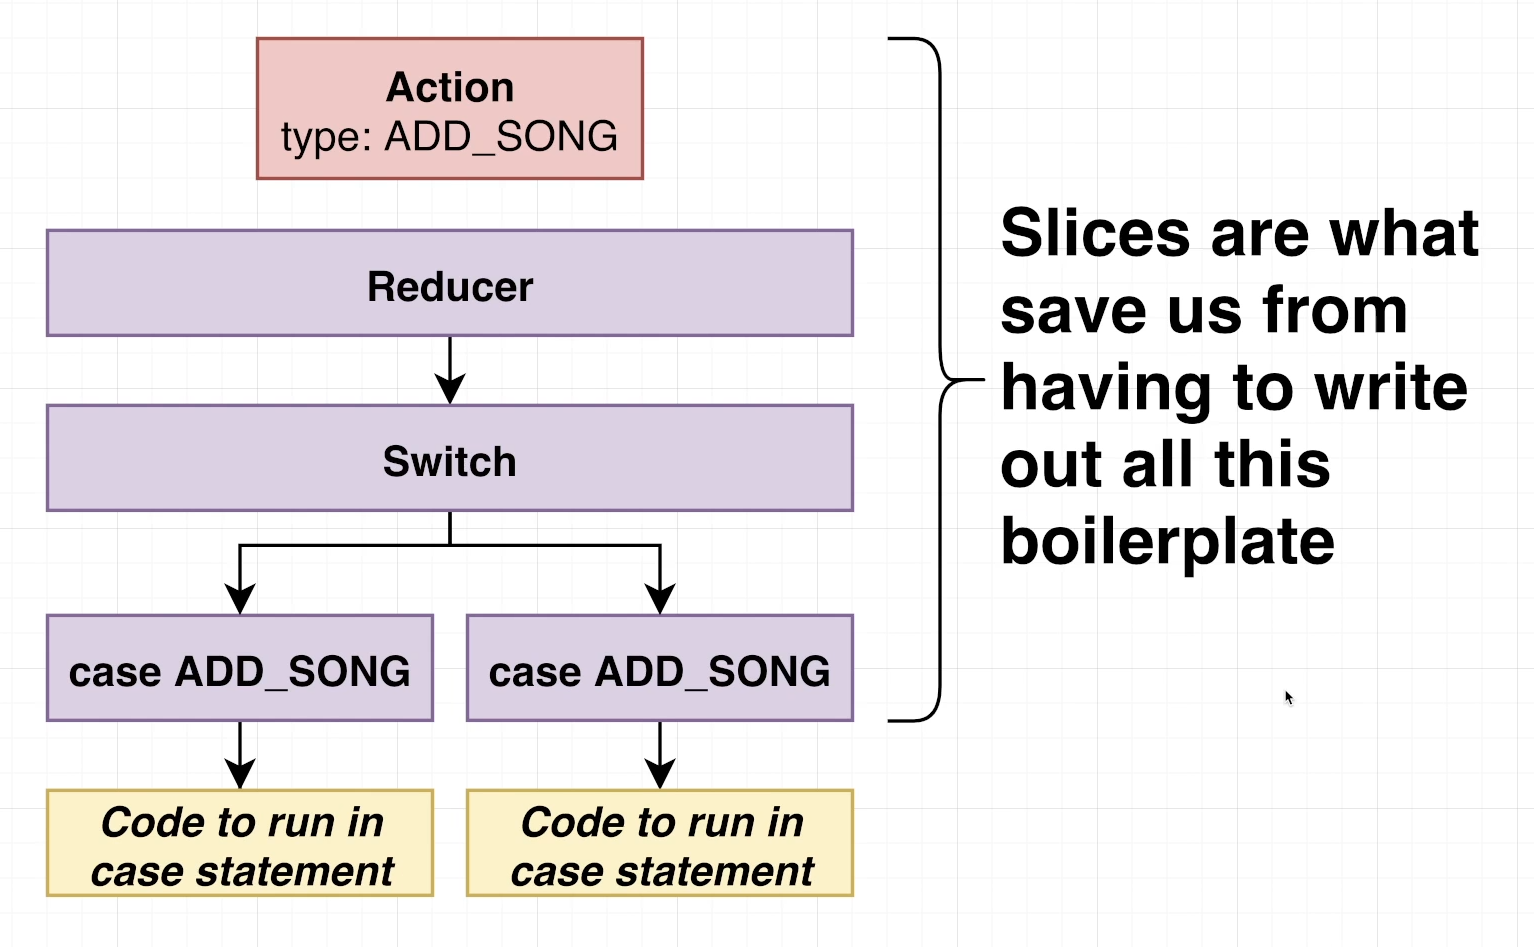 Action
type: ADD_SONG
Reducer
Switch
case ADD_SONG
case ADD_SONG
Code to run in
case statement
Code to run in
case statement
Slices are what
save us from
having to write
out all this
boilerplate